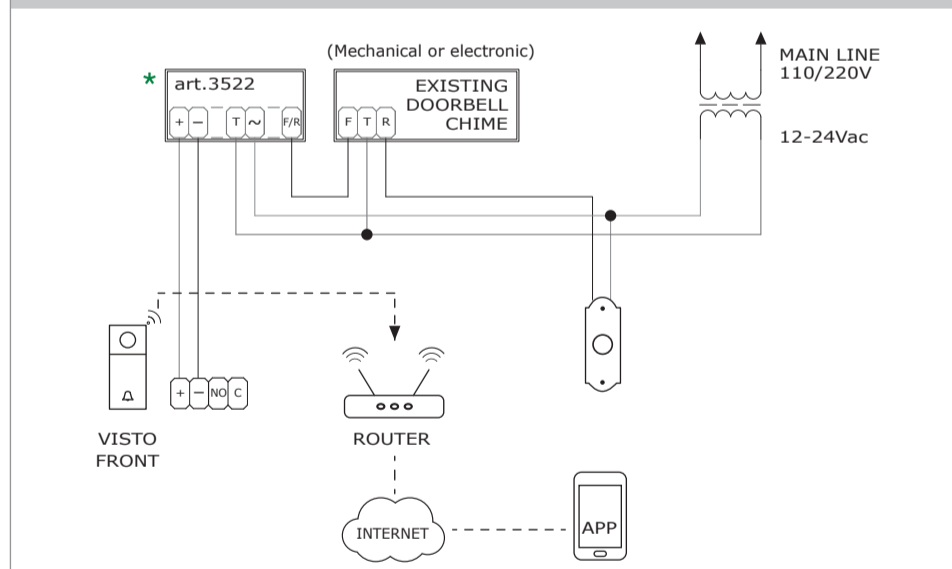 (Mechanical or electronic)
* art.3522
+ − T ~ F/R
EXISTING
DOORBELL
CHIME
F T R
MAIN LINE
110/220V
12-24Vac
+ − NO C
VISTO
FRONT
ROUTER
INTERNET
APP